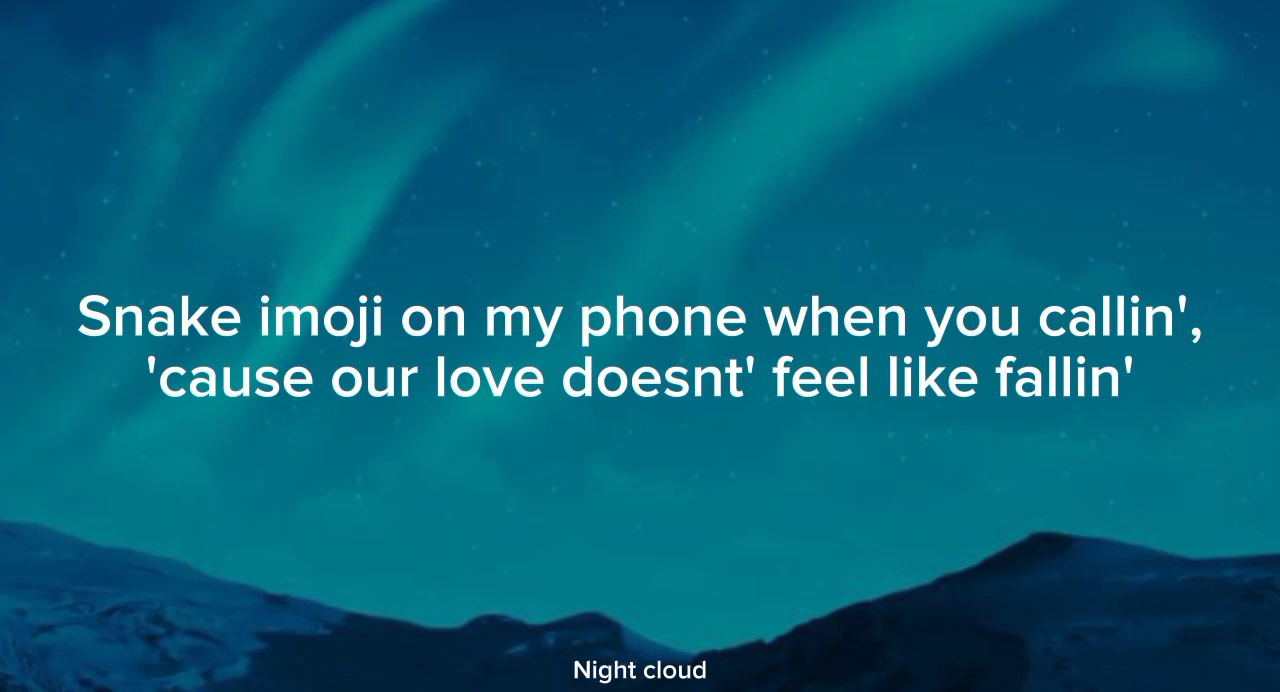 Snake imoji on my phone when you callin',
'cause our love doesnt' feel like fallin'
Night cloud